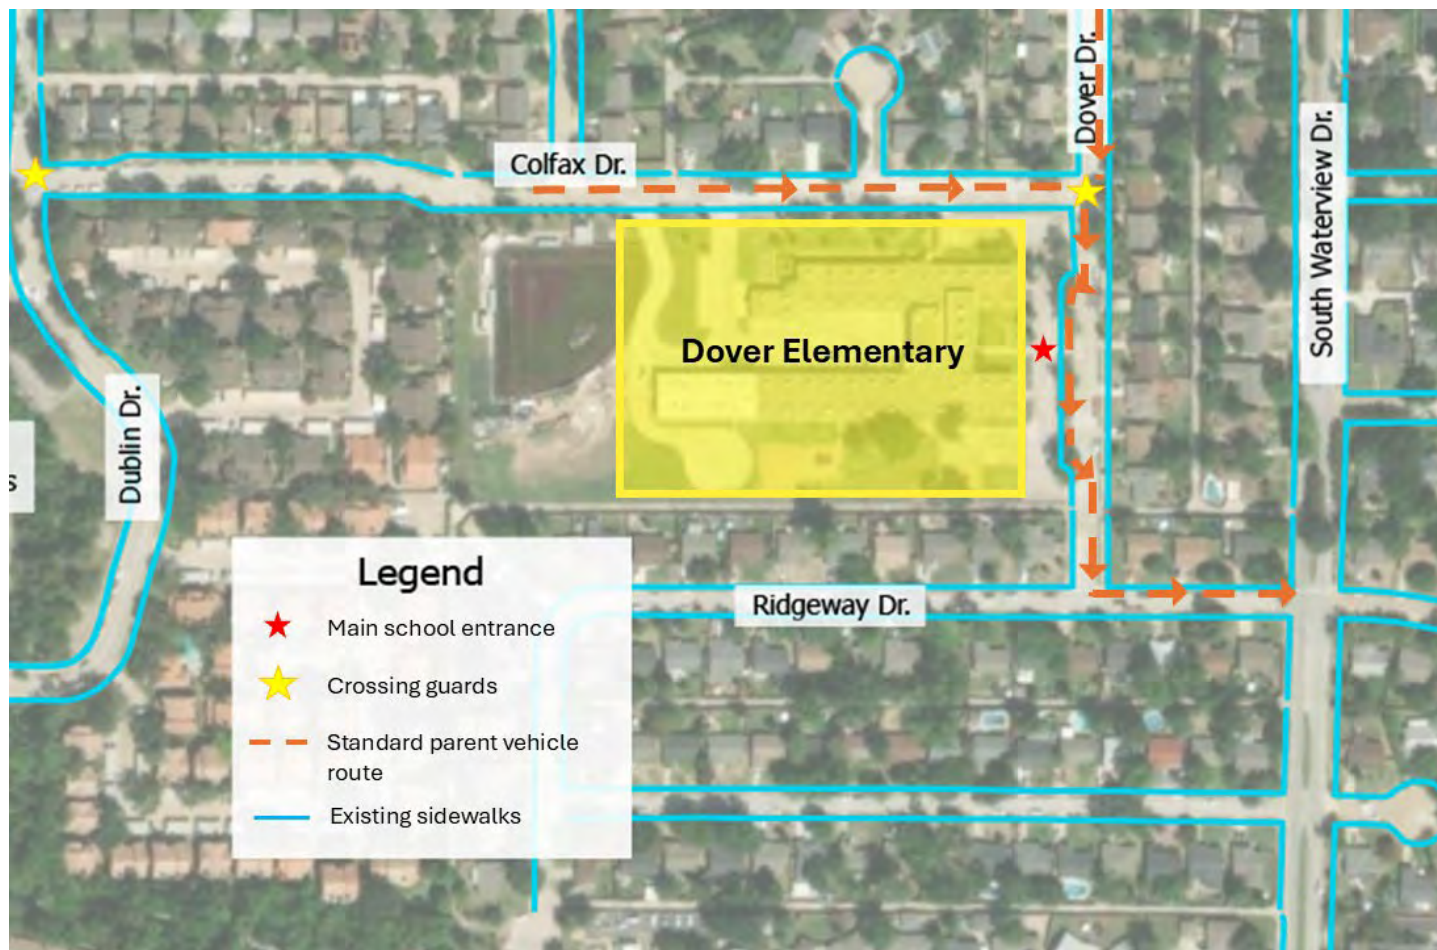 Dover Dr.
Colfax Dr.
South Waterview Dr.
Dover Elementary
Dublin Dr.
s
Legend
Main school entrance
Crossing guards
Standard parent vehicle
route
Existing sidewalks
Ridgeway Dr.